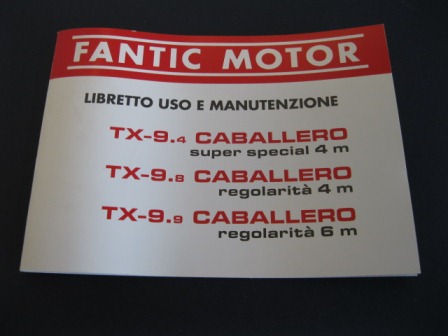 FANTIC MOTOR
LIBRETTO USO E MANUTENZIONE
TX-9.4 CABALLERO
super special 4 m
TX-9.8 CABALLERO
regolarità 4 m
TX-9.9 CABALLERO
regolarità 6 m